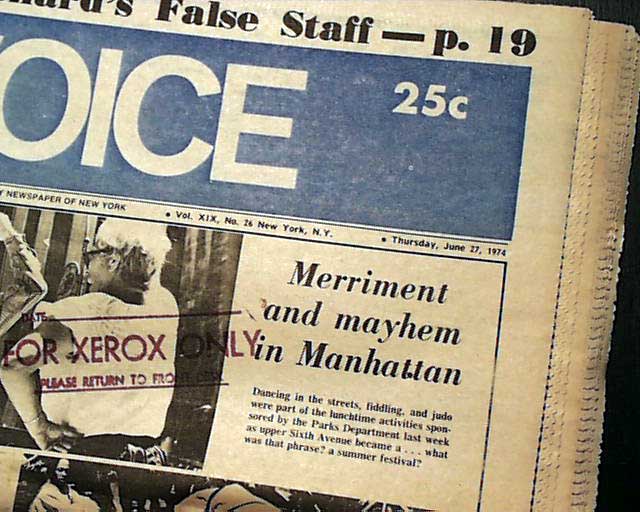 nard's False Staff — p. 19
OICE
25c
Y NEWSPAPER OF NEW YORK
• Vol. XIX, No. 26 New York, N.Y.
• Thursday, June 27, 1974
Merriment
and mayhem
in Manhattan
DATE
FOR XEROX ONLY
PLEASE RETURN TO
Dancing in the streets, fiddling, and judo
were part of the lunchtime activities spon-
sored by the Parks Department last week
as upper Sixth Avenue became a . . . what
was that phrase? a summer festival?